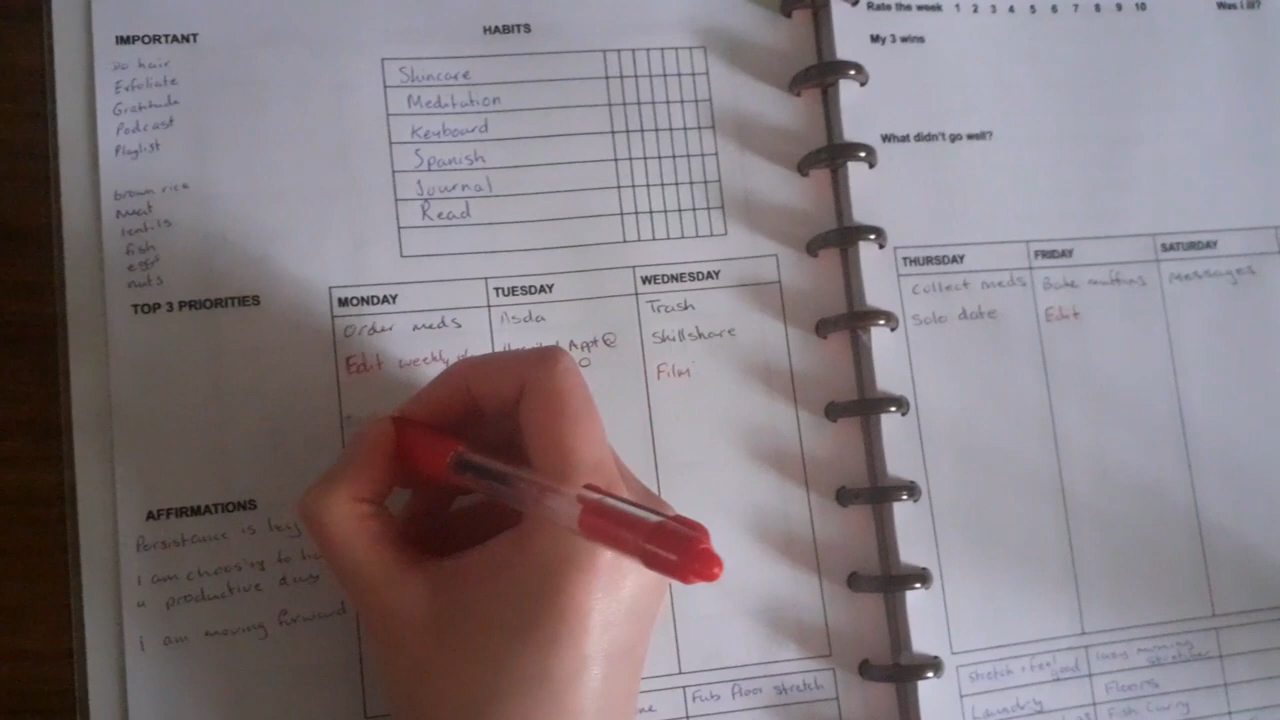 IMPORTANT
Do hair
Exfoliate
Gratitude
Podcast
Playlist
brown rice
meat
lentils
fish
eggs
nuts
HABITS
Skincare
Meditation
Keyboard
Spanish
Journal
Read
TOP 3 PRIORITIES
MONDAY
Order meds
Edit weekly
TUESDAY
Asda
Appt @
WEDNESDAY
Trash
Skillshare
Film
AFFIRMATIONS
Persistance is key
I am choosing to
a productive day
I am moving forward
Full floor stretch
Rate the week 1 2 3 4 5 6 7 8 9 10
Was I ill?
My 3 wins
What didn't go well?
THURSDAY
Collect meds
Solo date
FRIDAY
Bake muffins
Edit
SATURDAY
Messages
stretch + feel good
lazy morning stretches
Laundry
Floors
Fish Curry